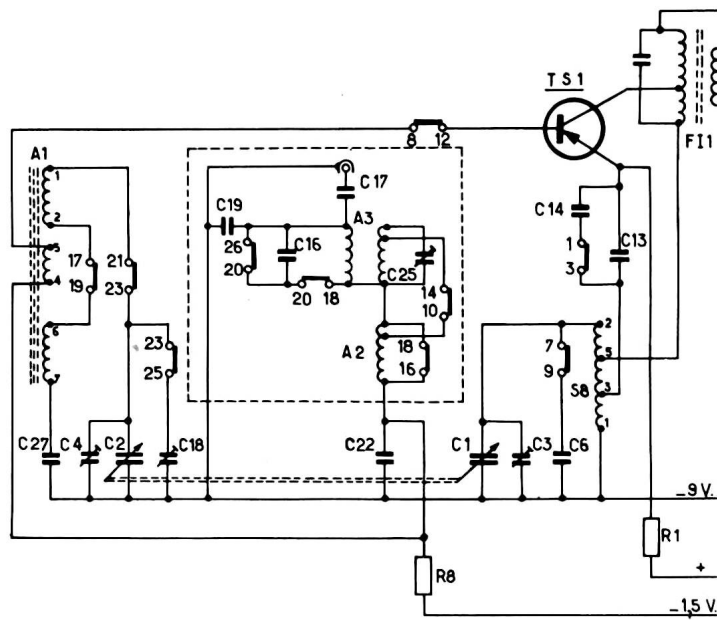 TS1
FI1
8 12
A1
1
2
5
4
6
7
17
19
21
23
23
25
C27
C4
C2
C18
C17
C19
A3
26
20
C16
20 18
C25
14
10
A2
18
16
C22
C14
1
3
C13
7
9
2
5
S8
3
1
C1
C3
C6
_9 V.
R1
+
R8
_1,5 V.